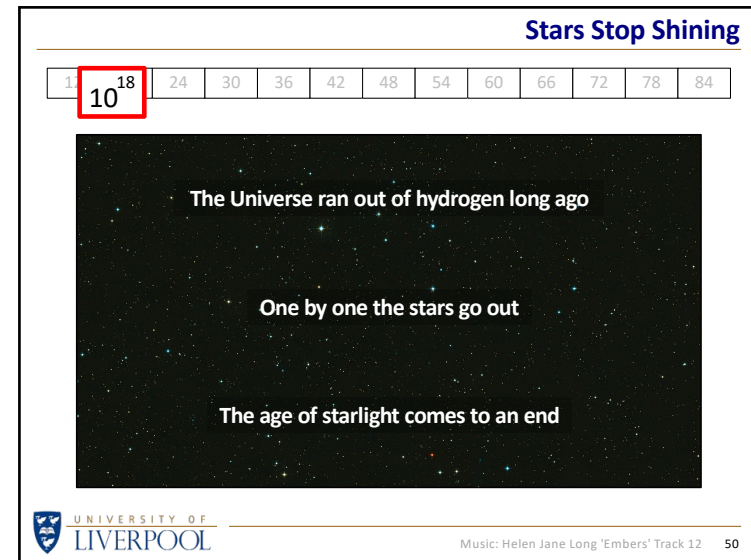 Stars Stop Shining
10^18 24 30 36 42 48 54 60 66 72 78 84
The Universe ran out of hydrogen long ago
One by one the stars go out
The age of starlight comes to an end
UNIVERSITY OF
LIVERPOOL
Music: Helen Jane Long 'Embers' Track 12 50